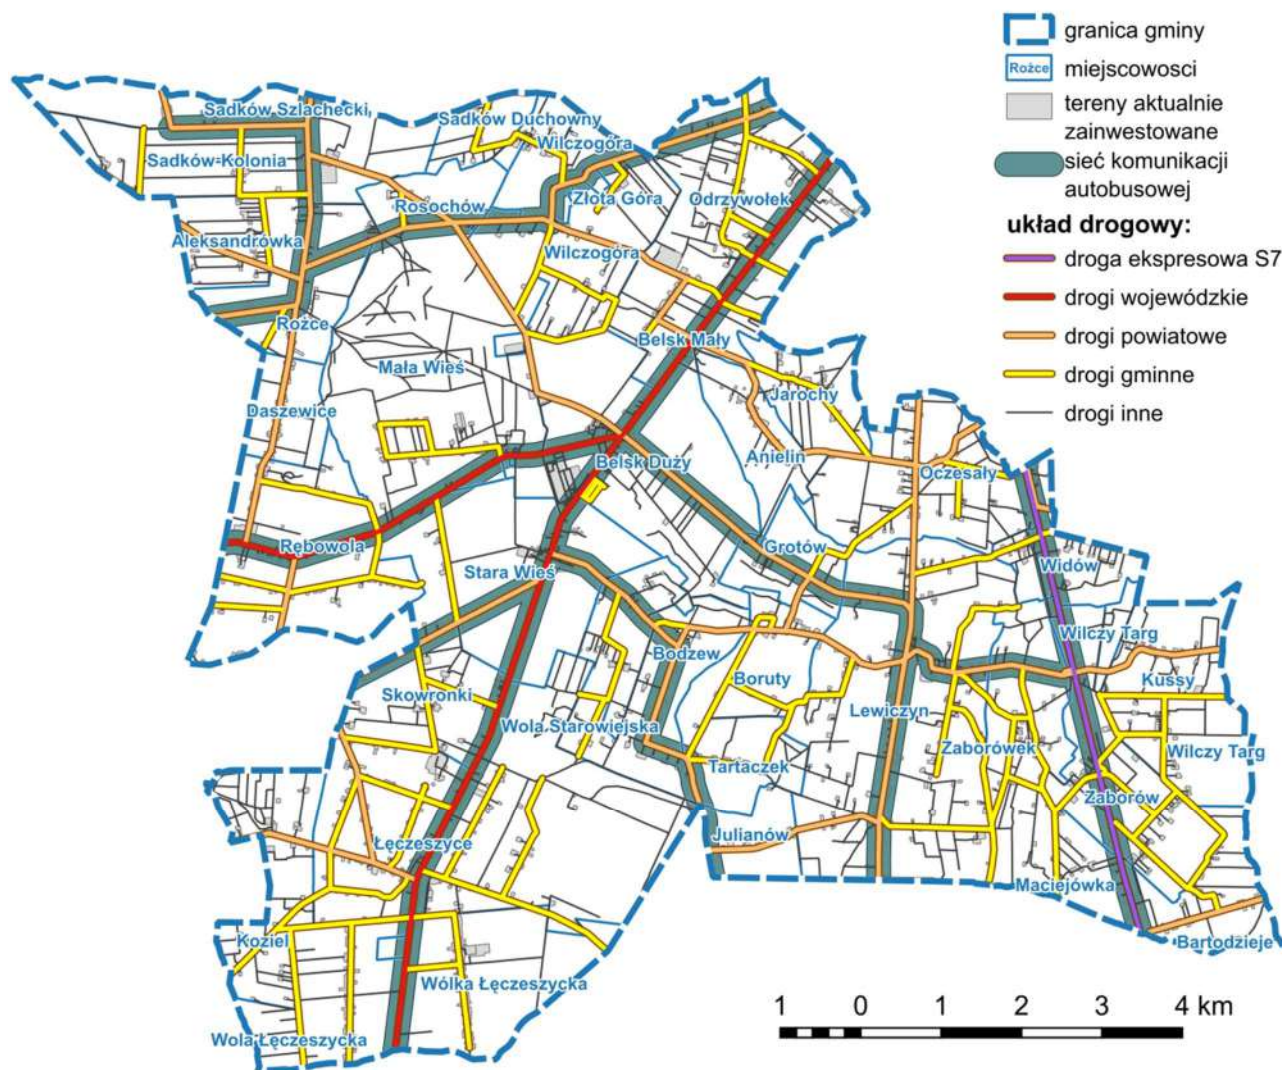 granica gminy
Rożce
miejscowosci
tereny aktualnie
zainwestowane
sieć komunikacji
autobusowej
układ drogowy:
droga ekspresowa S7
drogi wojewódzkie
drogi powiatowe
drogi gminne
drogi inne
Sadków Szlachecki
Sadków Duchowny
Wilczogóra
Sadków-Kolonia
Złota Góra
Odrzywołek
Rosochów
Aleksandrówka
Wilczogóra
Rożce
Belsk Mały
Mała Wieś
Jarochy
Daszewice
Anielin
Belsk Duży
Oczesały
Rębowola
Grotów
Stara Wieś
Widów
Wilczy Targ
Bodzew
Boruty
Kussy
Skowronki
Lewiczyn
Wola Starowiejska
Zaborówek
Wilczy Targ
Tartaczek
Zaborów
Julianów
Łęczeszyce
Maciejówka
Koziel
Bartodzieje
Wólka Łęczeszycka
Wola Łęczeszycka
1 0 1 2 3 4 km